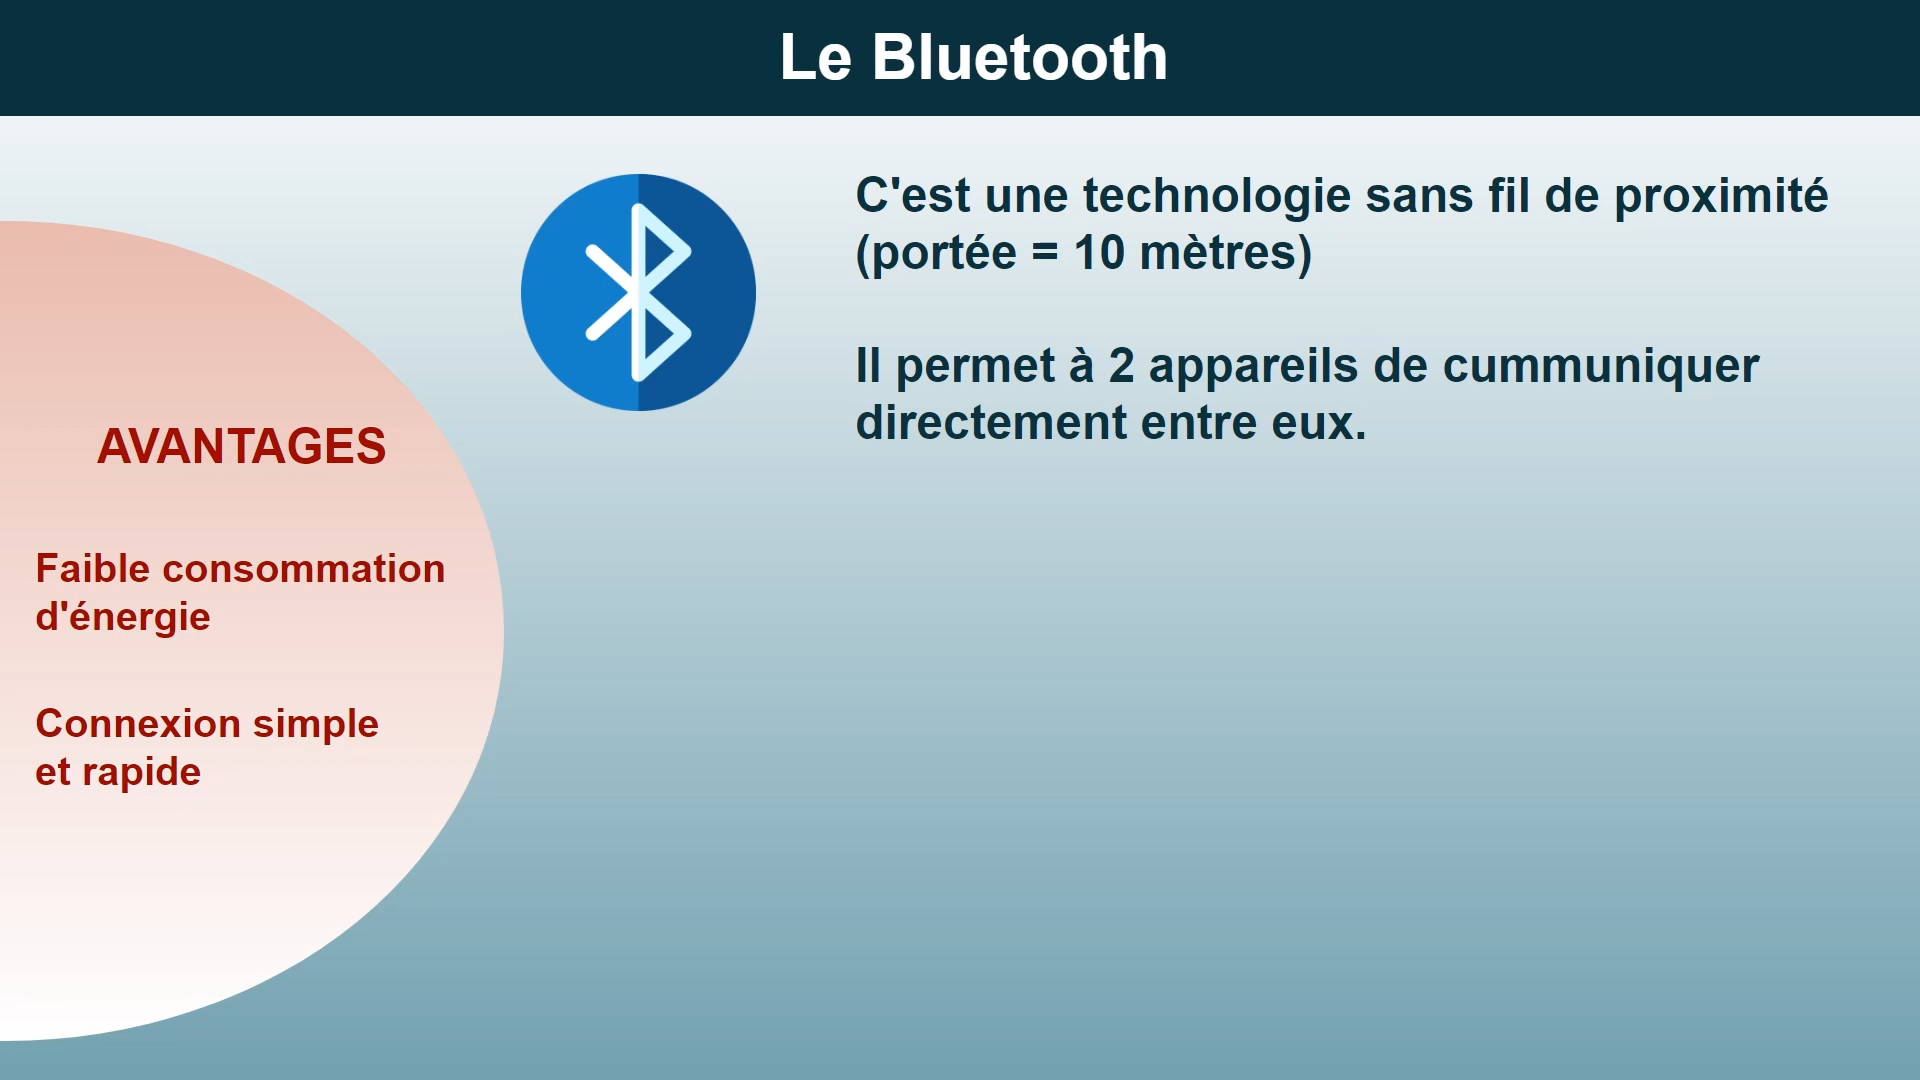 Le Bluetooth
C'est une technologie sans fil de proximité
(portée = 10 mètres)
Il permet à 2 appareils de cummuniquer
directement entre eux.
AVANTAGES
Faible consommation
d'énergie
Connexion simple
et rapide